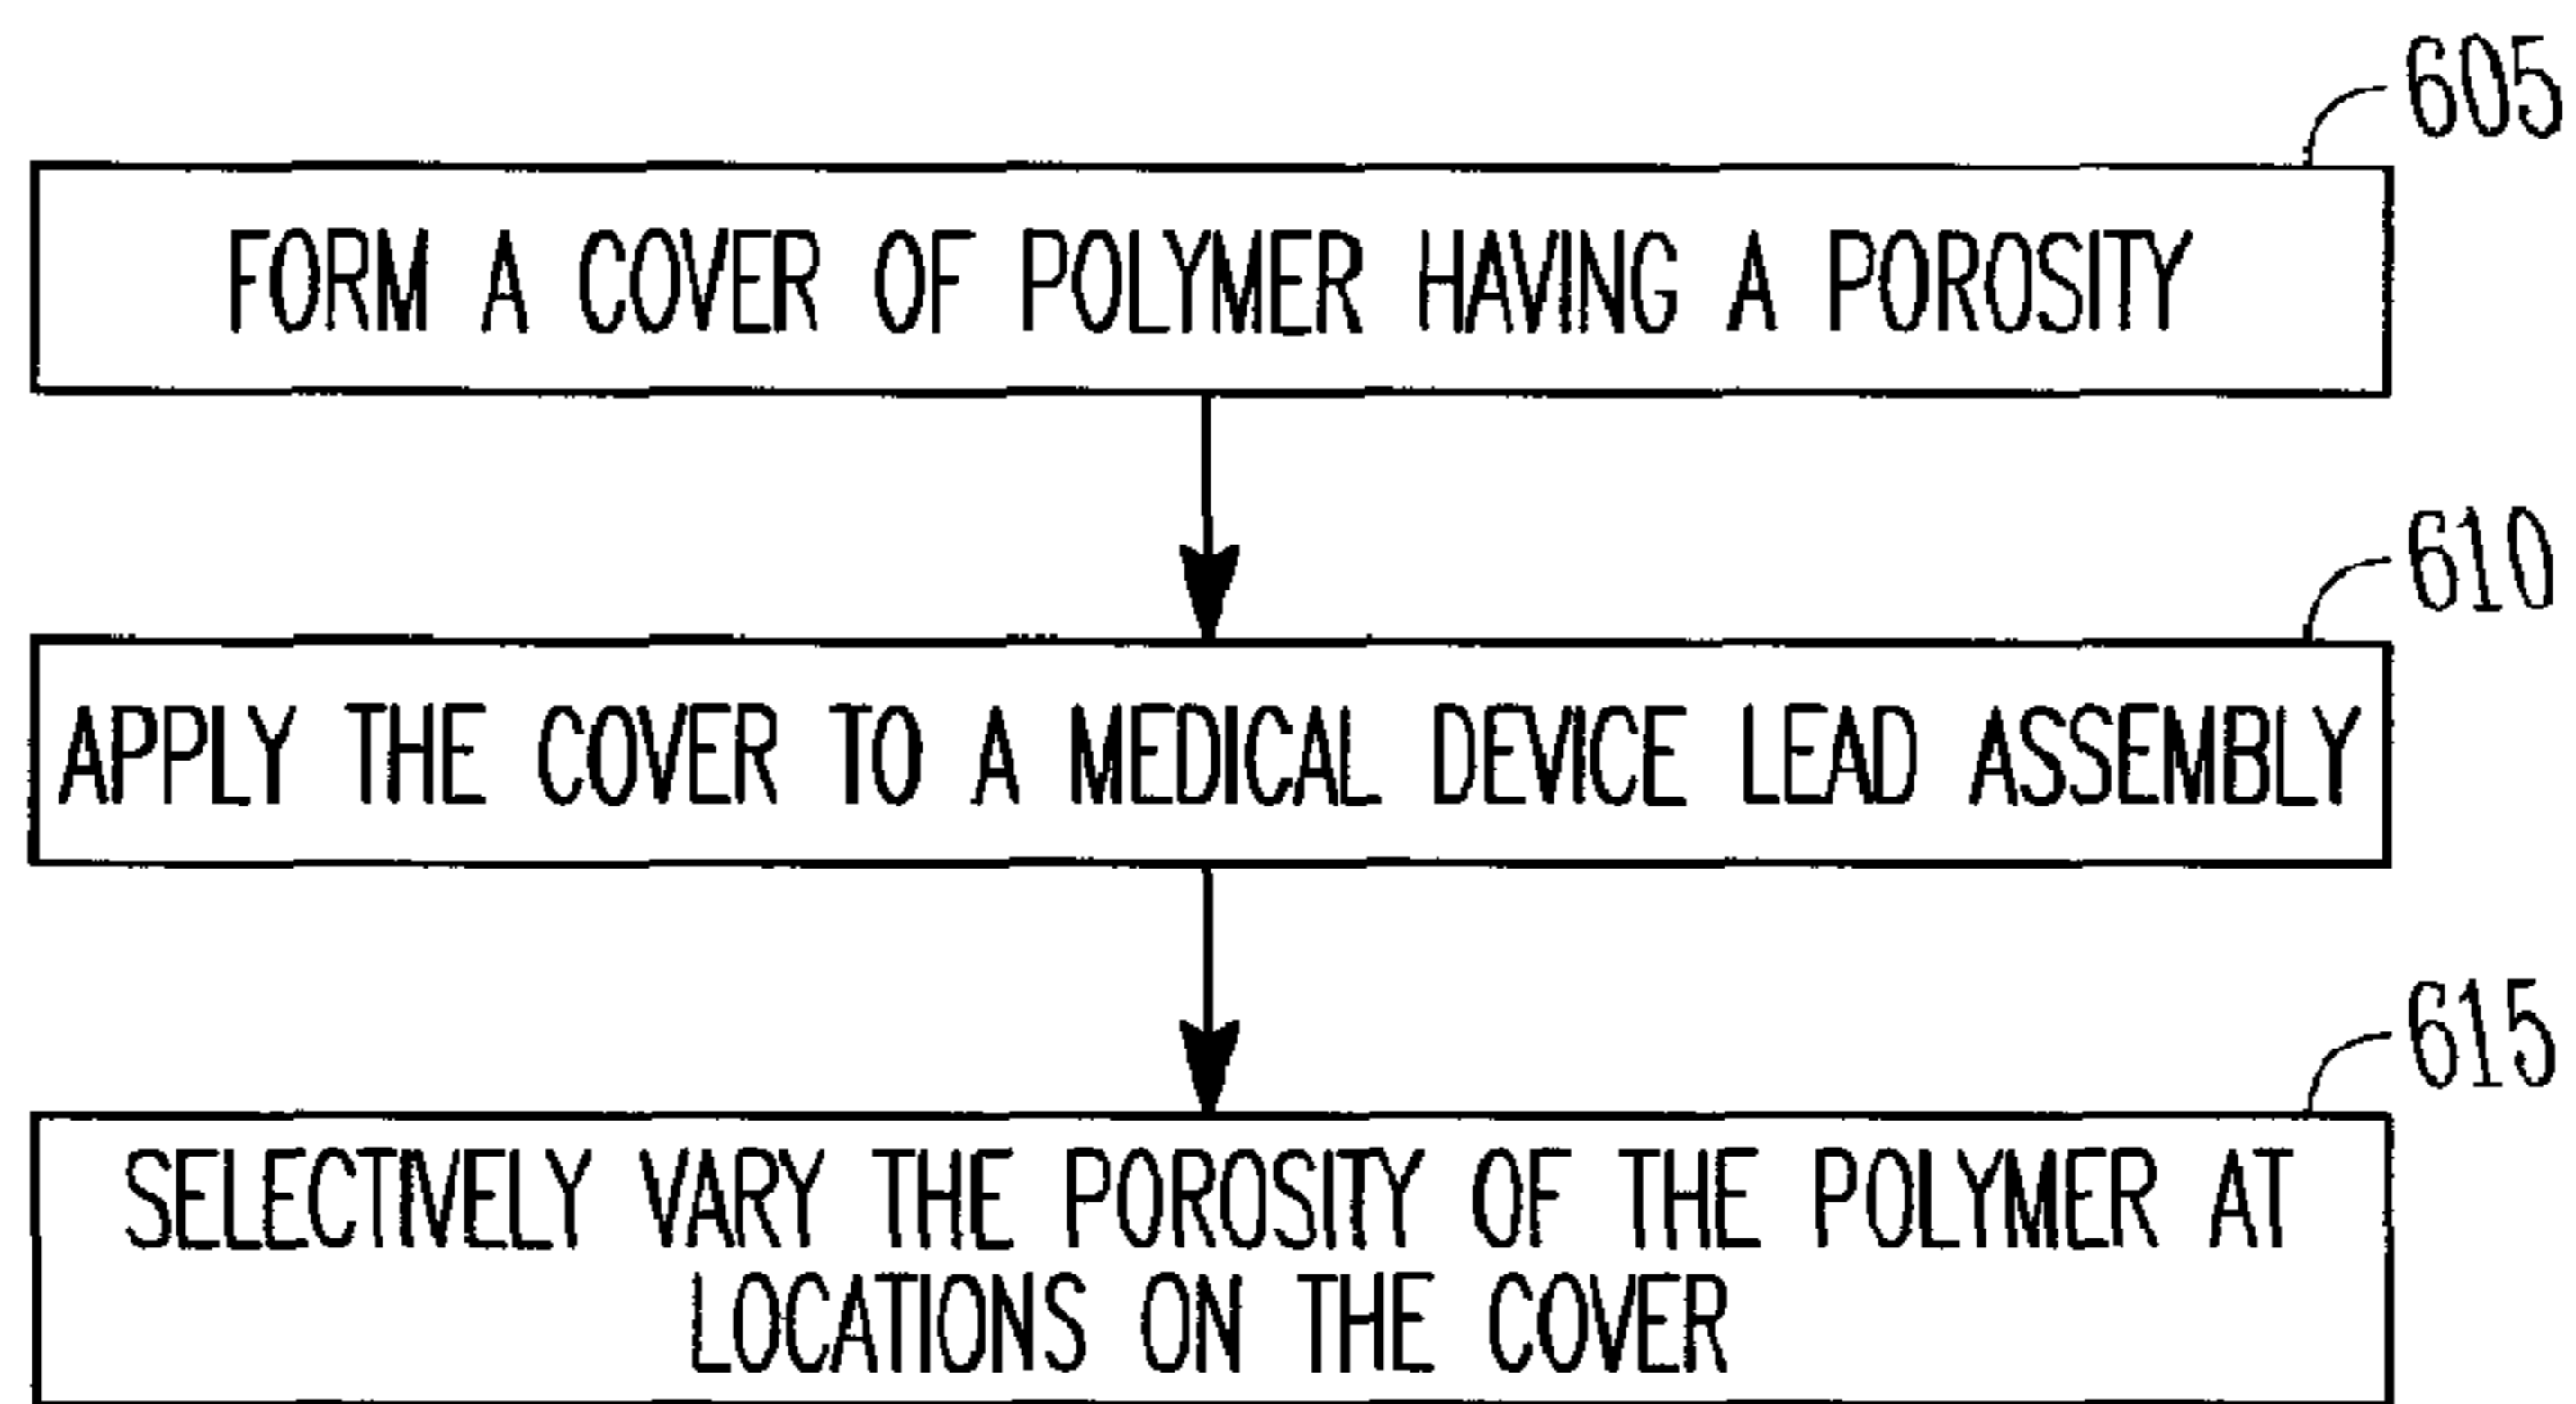 605
FORM A COVER OF POLYMER HAVING A POROSITY
610
APPLY THE COVER TO A MEDICAL DEVICE LEAD ASSEMBLY
615
SELECTIVELY VARY THE POROSITY OF THE POLYMER AT
LOCATIONS ON THE COVER